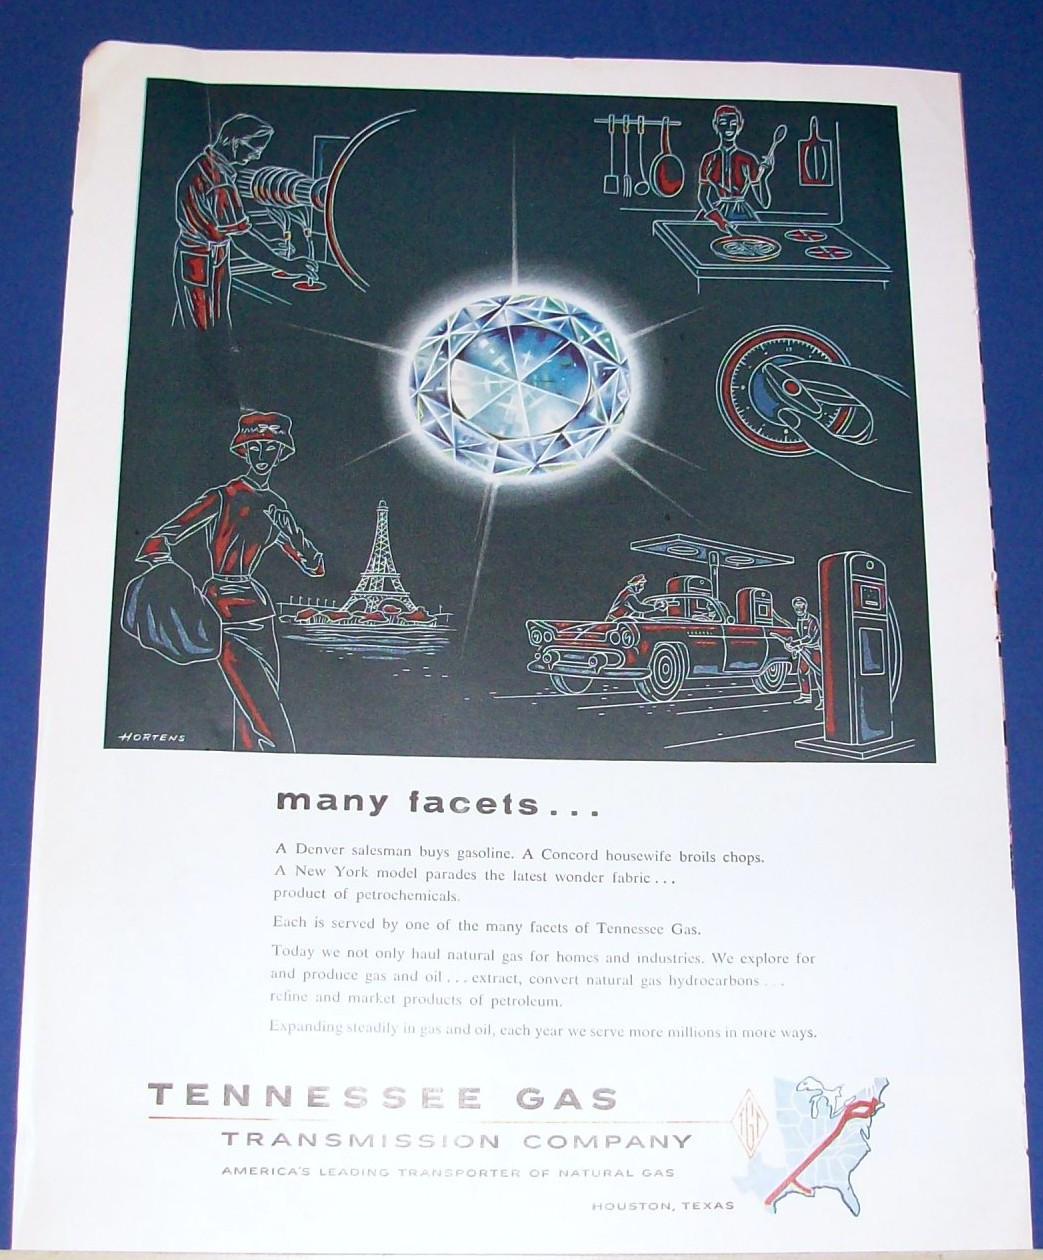 HORTENS
many facets...
A Denver salesman buys gasoline. A Concord housewife broils chops.
A New York model parades the latest wonder fabric...
product of petrochemicals.
Each is served by one of the many facets of Tennessee Gas.
Today we not only haul natural gas for homes and industries. We explore for
and produce gas and oil...extract, convert natural gas hydrocarbons...
refine and market products of petroleum.
Expanding steadily in gas and oil, each year we serve more millions in more ways.
TENNESSEE GAS
TRANSMISSION COMPANY
AMERICA'S LEADING TRANSPORTER OF NATURAL GAS
HOUSTON, TEXAS
TGT